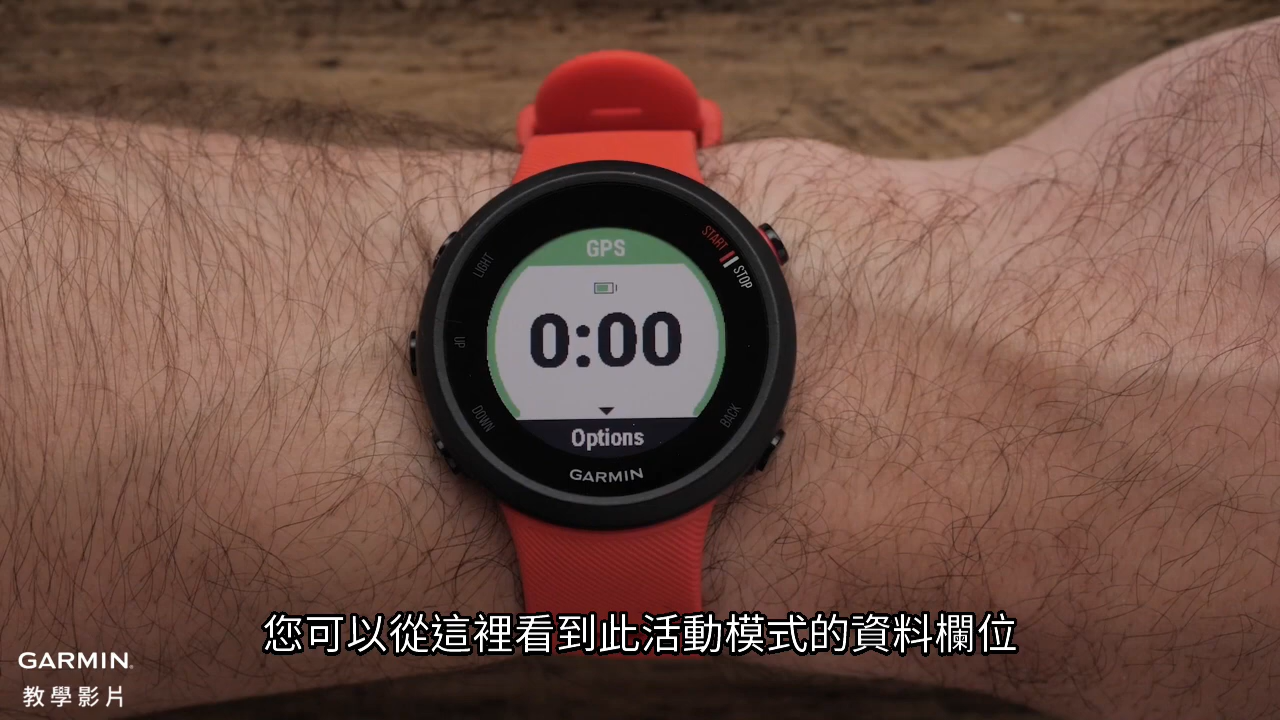 GPS
START
STOP
LIGHT
0:00
UP
DOWN
BACK
Options
GARMIN
您可以從這裡看到此活動模式的資料欄位
GARMIN®
教學影片